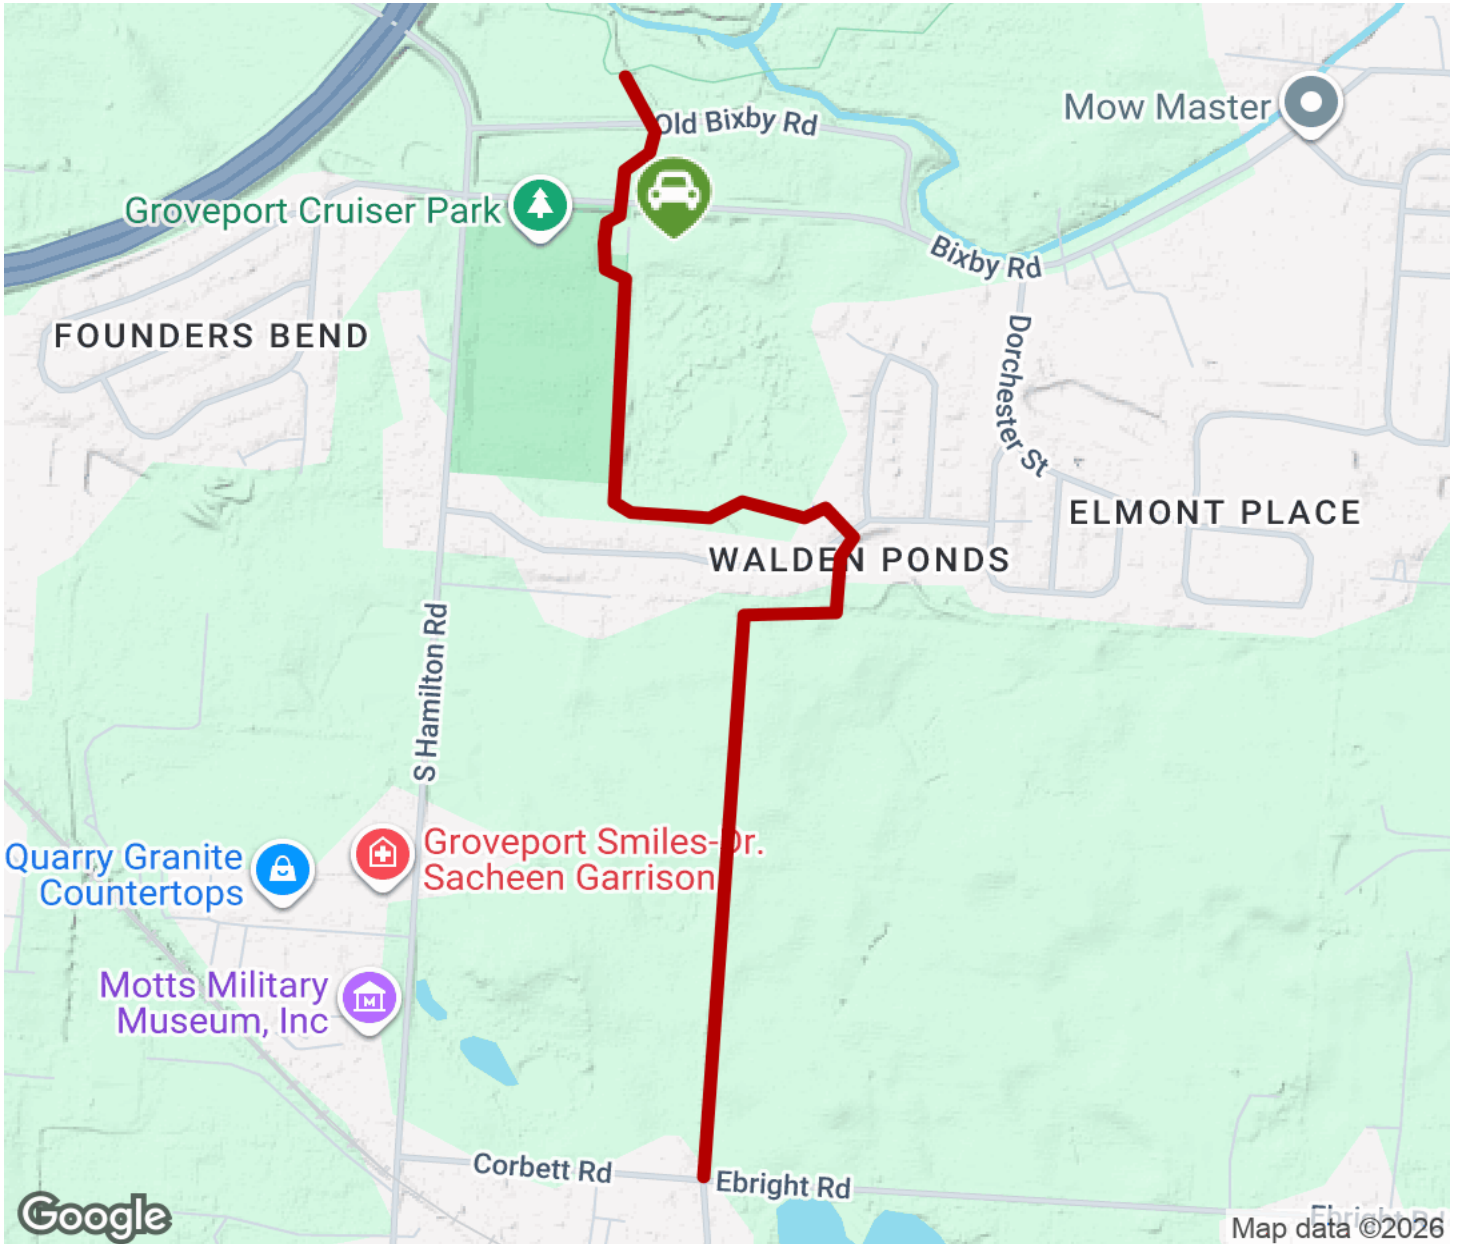 Old Bixby Rd
Mow Master
Groveport Cruiser Park
Bixby Rd
FOUNDERS BEND
Dorchester St
ELMONT PLACE
WALDEN PONDS
S Hamilton Rd
Groveport Smiles-Dr.
Sacheen Garrison
Quarry Granite
Countertops
Motts Military
Museum, Inc
M
Corbett Rd
Ebright Rd
Ebright Rd
Google
Map data ©2026